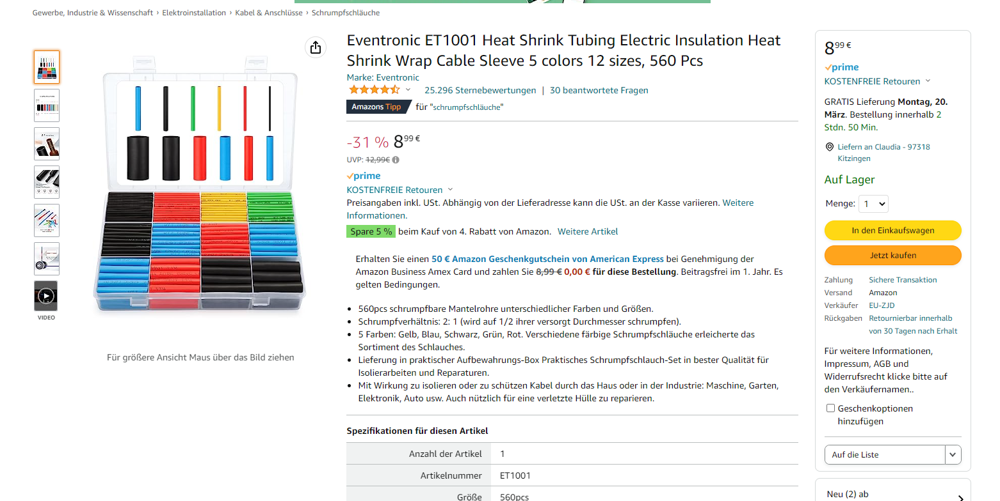 Gewerbe, Industrie & Wissenschaft › Elektroinstallation › Kabel & Anschlüsse › Schrumpfschläuche
VIDEO
Für größere Ansicht Maus über das Bild ziehen
Eventronic ET1001 Heat Shrink Tubing Electric Insulation Heat
Shrink Wrap Cable Sleeve 5 colors 12 sizes, 560 Pcs
Marke: Eventronic
25.296 Sternebewertungen | 30 beantwortete Fragen
Amazons Tipp für "schrumpfschläuche"
-31 % 899 €
UVP: 12,99€
prime
KOSTENFREIE Retouren
Preisangaben inkl. USt. Abhängig von der Lieferadresse kann die USt. an der Kasse variieren. Weitere
Informationen.
Spare 5 % beim Kauf von 4. Rabatt von Amazon. Weitere Artikel
Erhalten Sie einen 50 € Amazon Geschenkgutschein von American Express bei Genehmigung der
Amazon Business Amex Card und zahlen Sie 8,99 € 0,00 € für diese Bestellung. Beitragsfrei im 1. Jahr. Es
gelten Bedingungen.
• 560pcs schrumpfbare Mantelrohre unterschiedlicher Farben und Größen.
• Schrumpfverhältnis: 2: 1 (wird auf 1/2 ihrer versorgt Durchmesser schrumpfen).
• 5 Farben: Gelb, Blau, Schwarz, Grün, Rot. Verschiedene färbige Schrumpfschläuche erleicherte das
Sortiment des Schlauches.
• Lieferung in praktischer Aufbewahrungs-Box Praktisches Schrumpfschlauch-Set in bester Qualität für
Isolierarbeiten und Reparaturen.
• Mit Wirkung zu isolieren oder zu schützen Kabel durch das Haus oder in der Industrie: Maschine, Garten,
Elektronik, Auto usw. Auch nützlich für eine verletzte Hülle zu reparieren.
Spezifikationen für diesen Artikel
Anzahl der Artikel 1
Artikelnummer ET1001
Größe 560pcs
899 €
prime
KOSTENFREIE Retouren
GRATIS Lieferung Montag, 20.
März. Bestellung innerhalb 2
Stdn. 50 Min.
Liefern an Claudia - 97318
Kitzingen
Auf Lager
Menge: 1
In den Einkaufswagen
Jetzt kaufen
Zahlung Sichere Transaktion
Versand Amazon
Verkäufer EU-ZJD
Rückgaben Retournierbar innerhalb
von 30 Tagen nach Erhalt
Für weitere Informationen,
Impressum, AGB und
Widerrufsrecht klicke bitte auf
den Verkäufernamen..
Geschenkoptionen
hinzufügen
Auf die Liste
Neu (2) ab